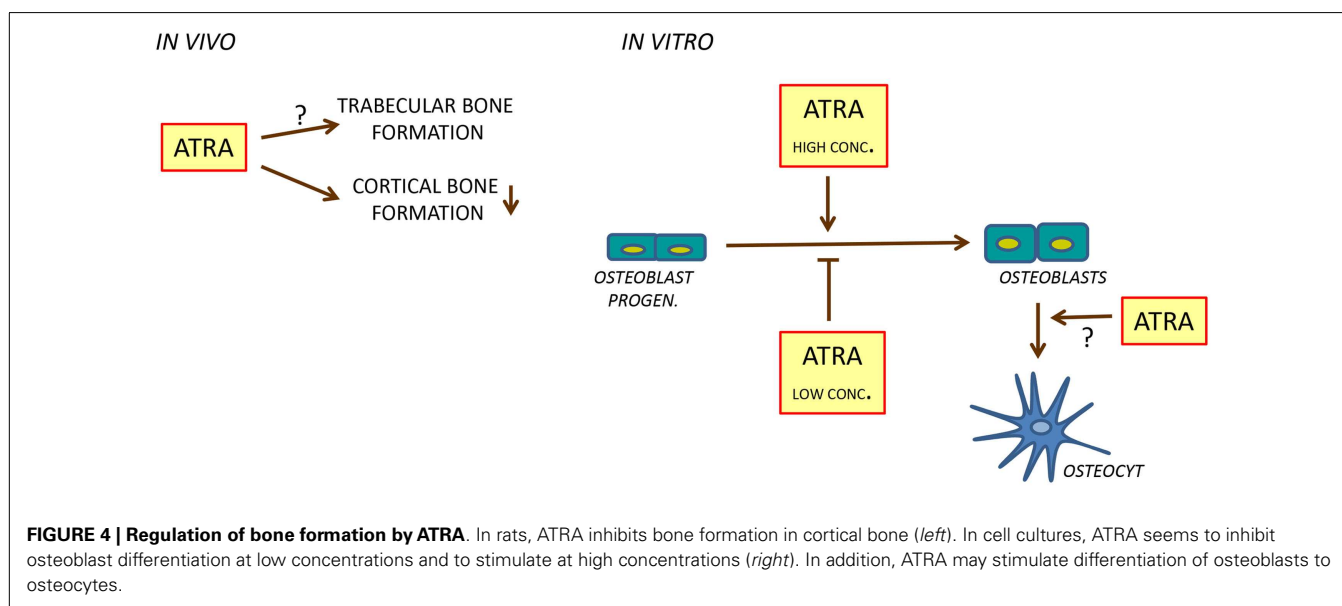 IN VIVO
ATRA
?
TRABECULAR BONE
FORMATION
CORTICAL BONE
FORMATION
IN VITRO
ATRA
HIGH CONC.
OSTEOBLAST
PROGEN.
OSTEOBLASTS
ATRA
LOW CONC.
ATRA
?
OSTEOCYT
FIGURE 4 | Regulation of bone formation by ATRA. In rats, ATRA inhibits bone formation in cortical bone (left). In cell cultures, ATRA seems to inhibit
osteoblast differentiation at low concentrations and to stimulate at high concentrations (right). In addition, ATRA may stimulate differentiation of osteoblasts to
osteocytes.